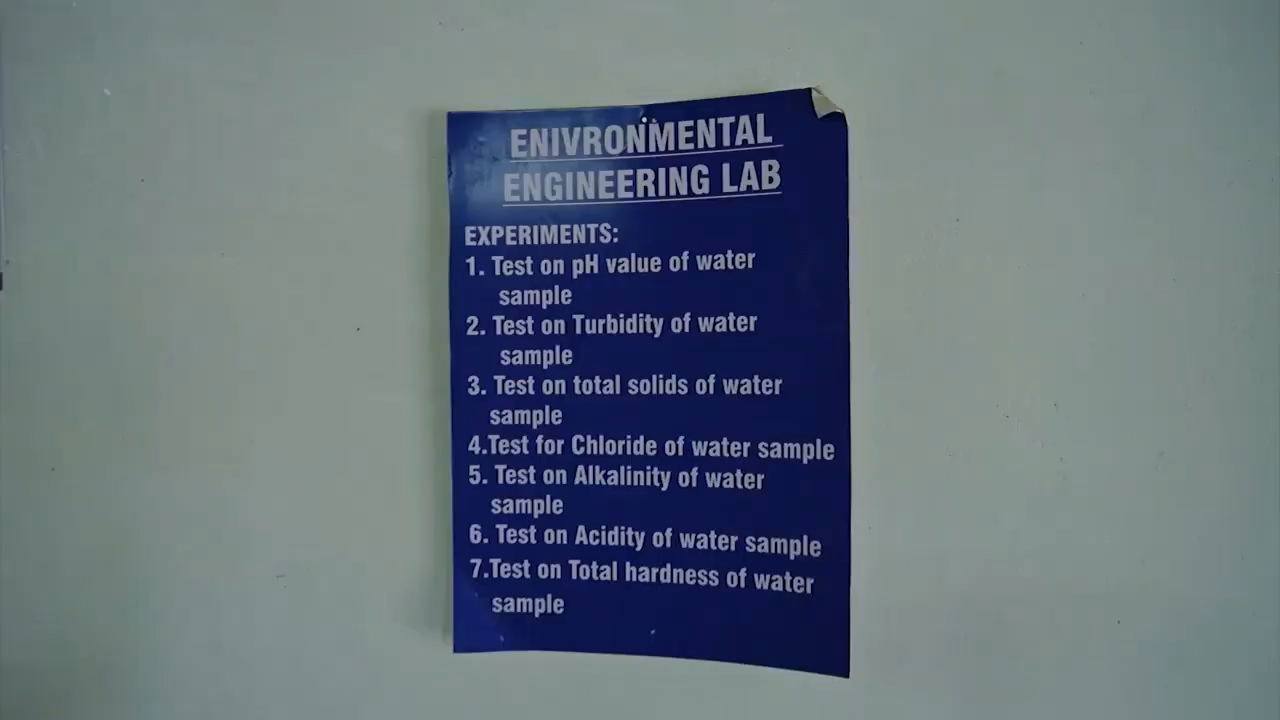 ENIVRONMENTAL
ENGINEERING LAB
EXPERIMENTS:
1. Test on pH value of water
sample
2. Test on Turbidity of water
sample
3. Test on total solids of water
sample
4.Test for Chloride of water sample
5. Test on Alkalinity of water
sample
6. Test on Acidity of water sample
7.Test on Total hardness of water
sample